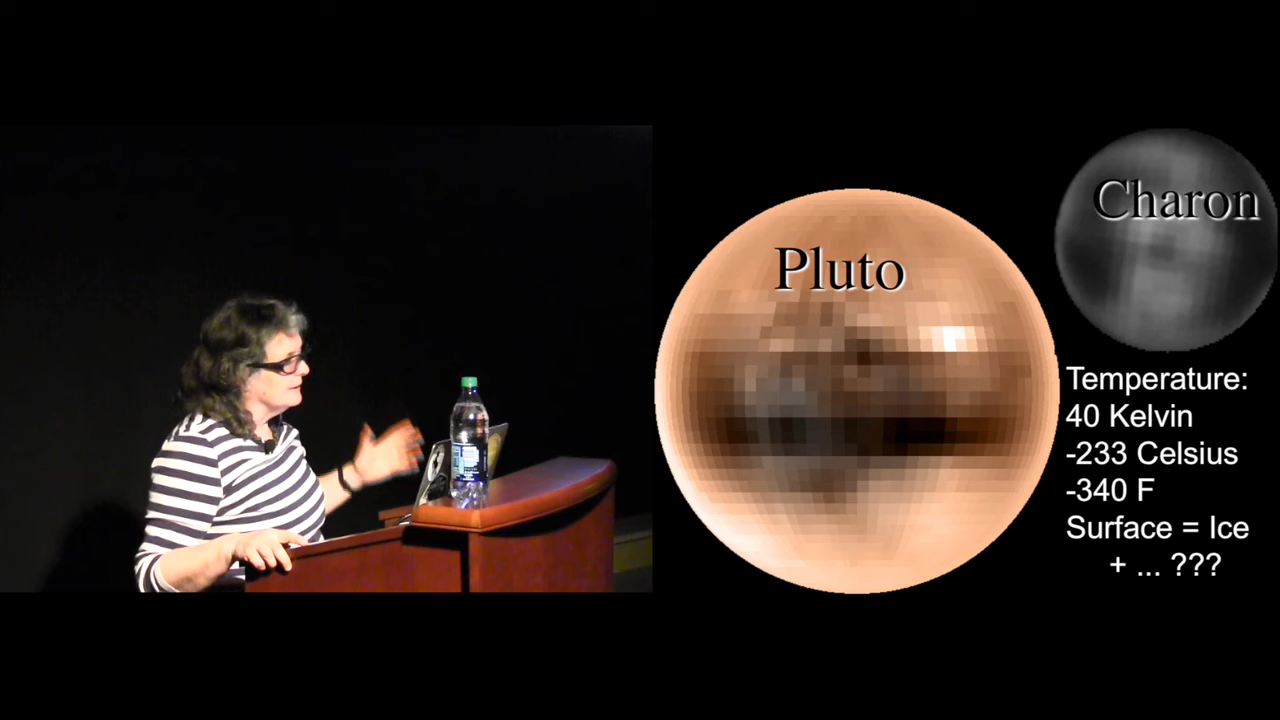 Pluto
Charon
Temperature:
40 Kelvin
-233 Celsius
-340 F
Surface = Ice
+ ... ???